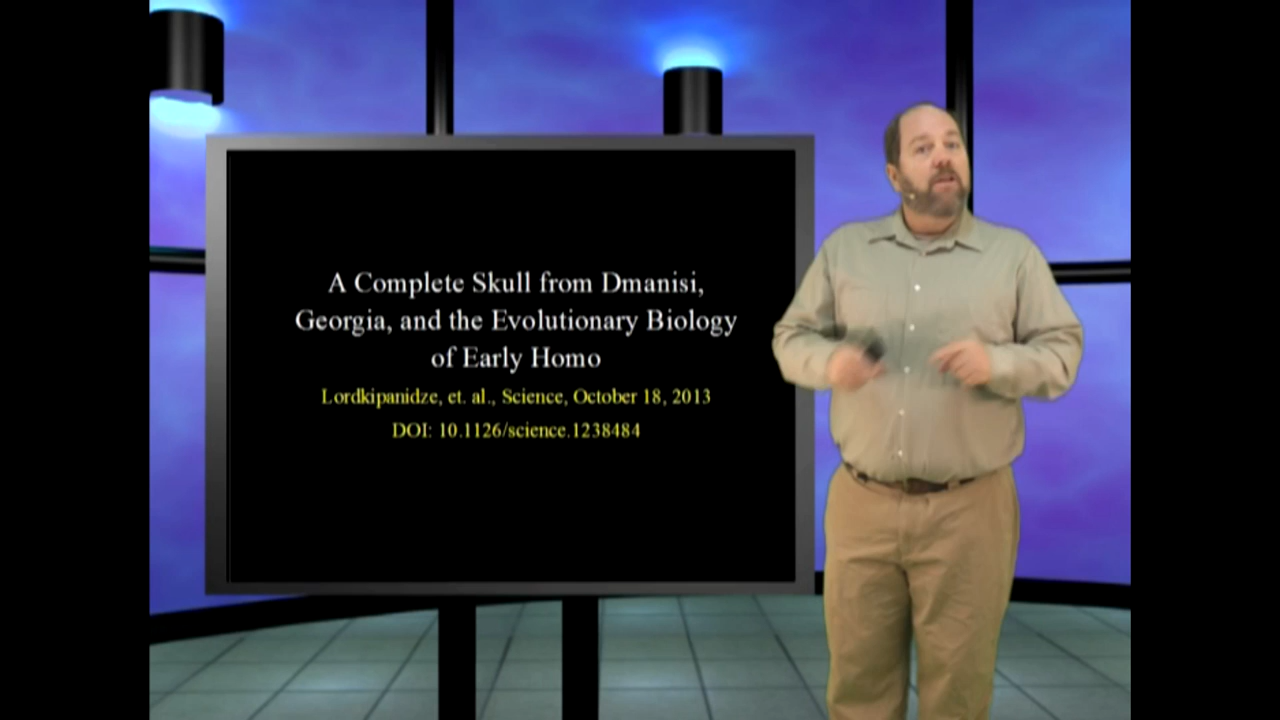 A Complete Skull from Dmanisi,
Georgia, and the Evolutionary Biology
of Early Homo
Lordkipanidze, et. al., Science, October 18, 2013
DOI: 10.1126/science.1238484